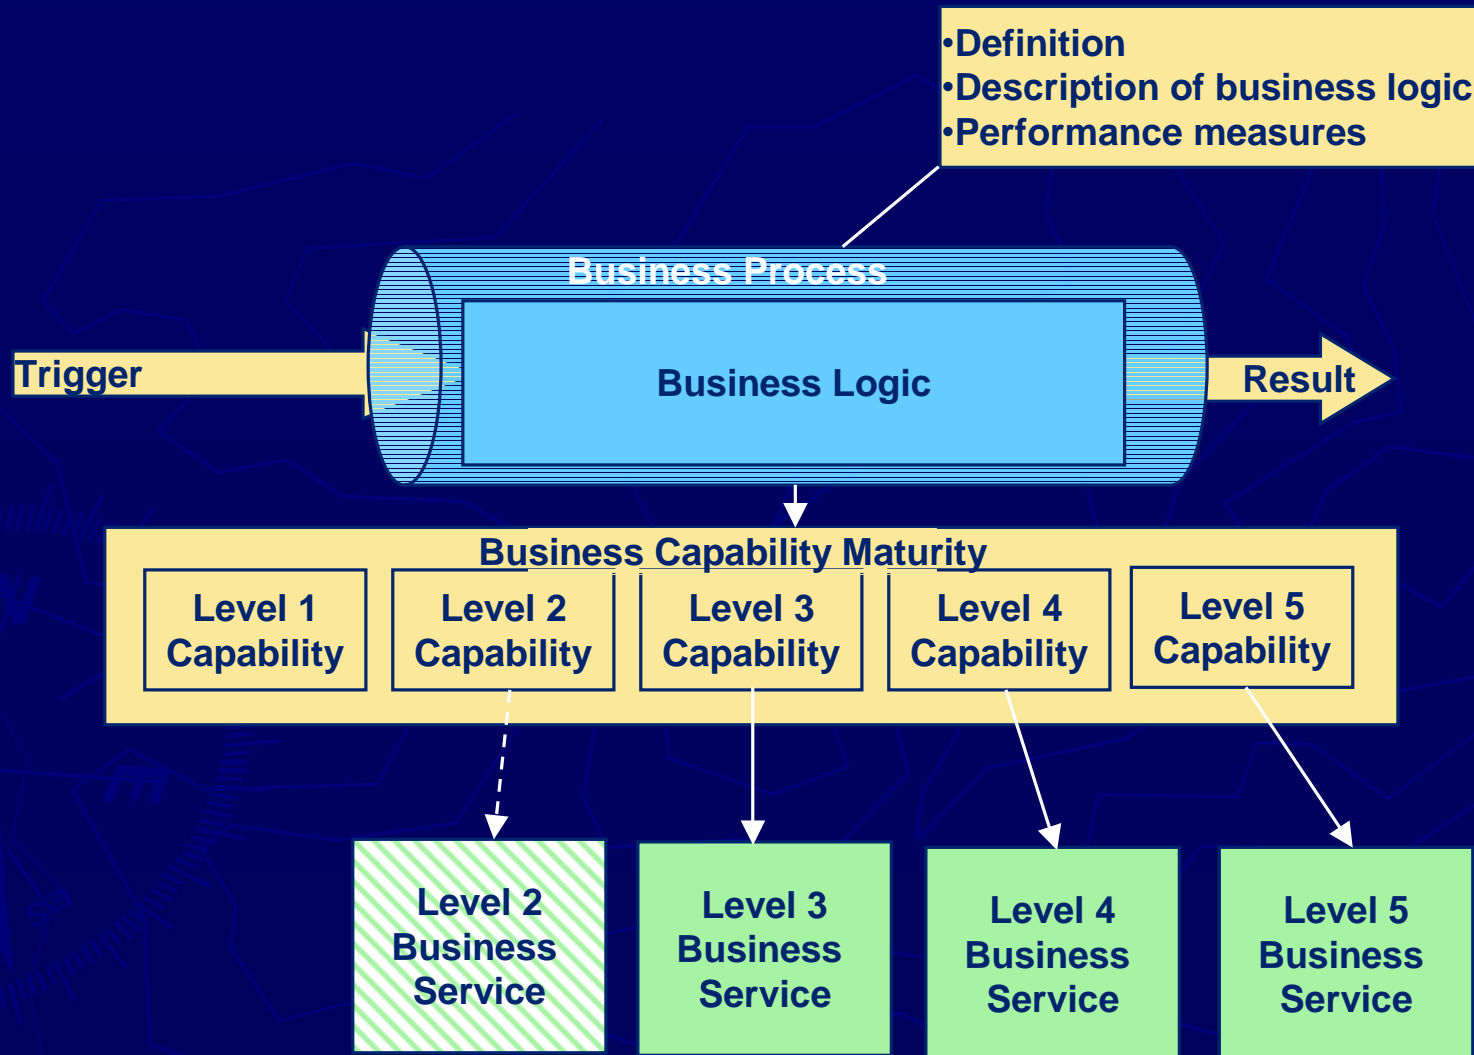 •Definition
•Description of business logic
•Performance measures
Business Process
Trigger
Business Logic
Result
Business Capability Maturity
Level 1
Capability
Level 2
Capability
Level 3
Capability
Level 4
Capability
Level 5
Capability
Level 2
Business
Service
Level 3
Business
Service
Level 4
Business
Service
Level 5
Business
Service